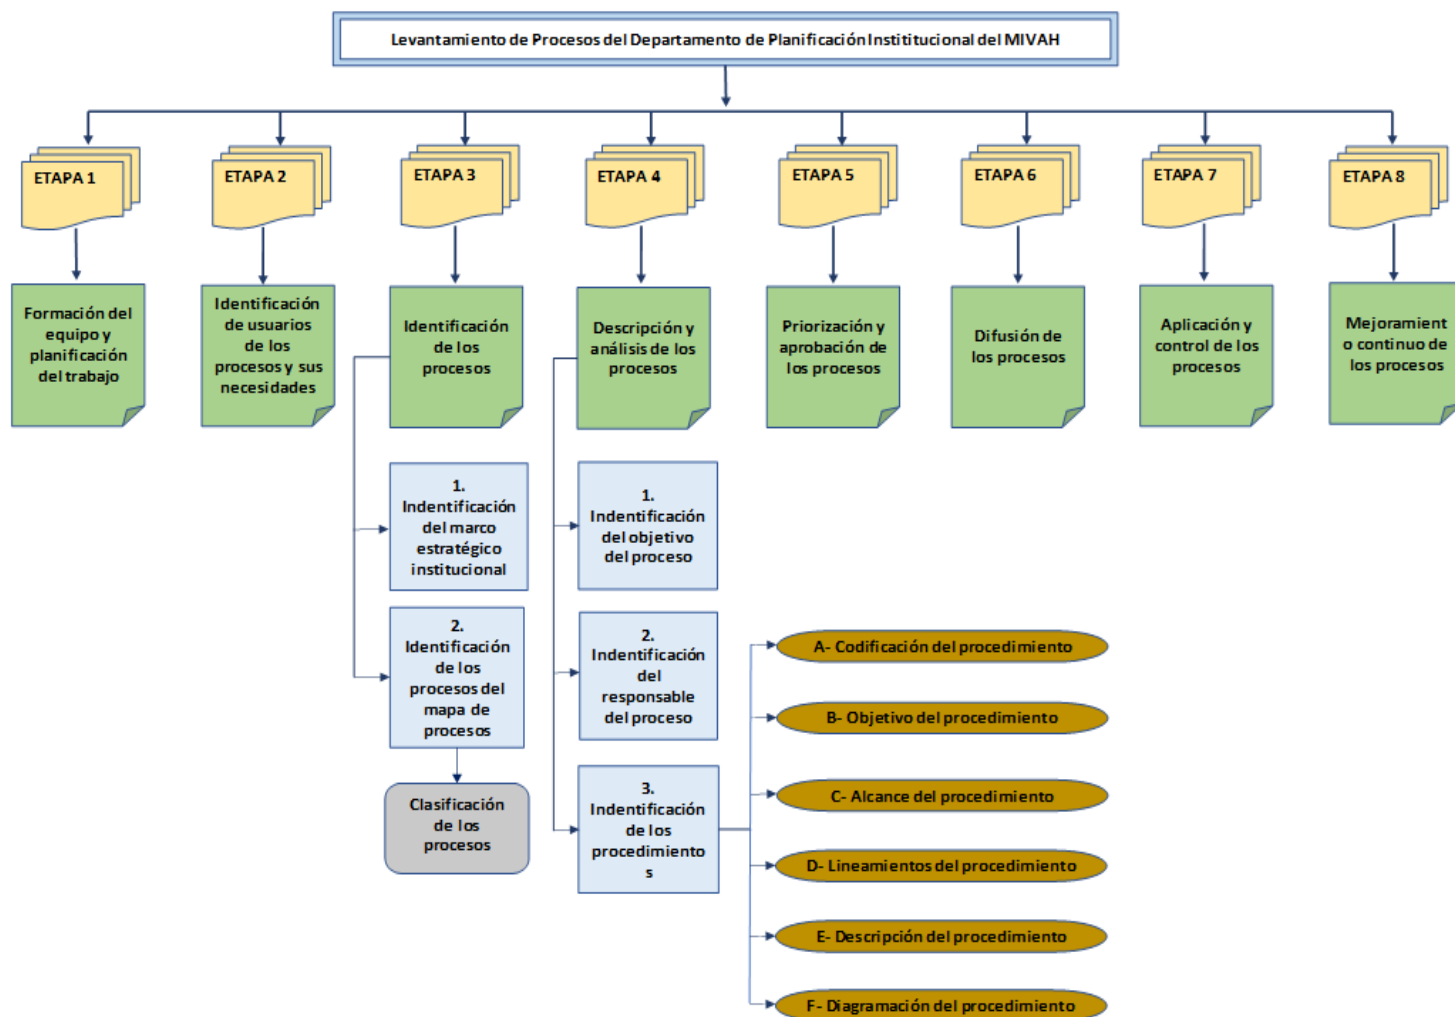 Levantamiento de Procesos del Departamento de Planificación Instititucional del MIVAH
ETAPA 1
ETAPA 2
ETAPA 3
ETAPA 4
ETAPA 5
ETAPA 6
ETAPA 7
ETAPA 8
Formación del
equipo y
planificación
del trabajo
Identificación
de usuarios
de los
procesos y sus
necesidades
Identificación
de los
procesos
Descripción y
análisis de los
procesos
Priorización y
aprobación de
los procesos
Difusión de
los procesos
Aplicación y
control de los
procesos
Mejoramient
o continuo de
los procesos
1.
Indentificación
del marco
estratégico
institucional
2.
Identificación
de los
procesos del
mapa de
procesos
Clasificación
de los
procesos
1.
Indentificación
del objetivo
del proceso
2.
Indentificación
del
responsable
del proceso
3.
Indentificación
de los
procedimiento
s
A- Codificación del procedimiento
B- Objetivo del procedimiento
C- Alcance del procedimiento
D- Lineamientos del procedimiento
E- Descripción del procedimiento
F- Diagramación del procedimiento